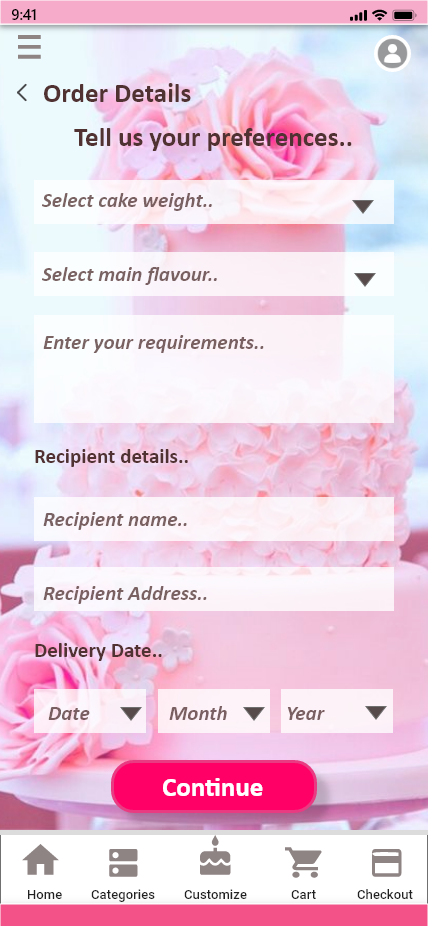 9:41
Order Details
Tell us your preferences..
Select cake weight..
Select main flavour..
Enter your requirements..
Recipient details..
Recipient name..
Recipient Address..
Delivery Date..
Date Month Year
Continue
Home Categories Customize Cart Checkout